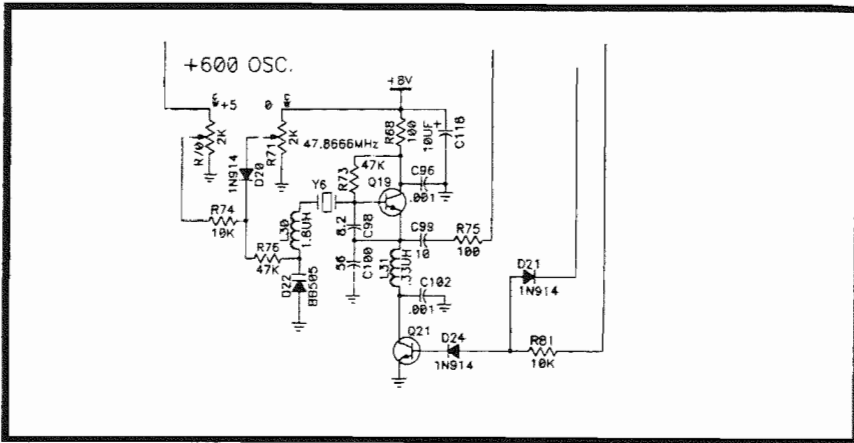 +600 OSC.
+5
0
+8V
R/0
2K
R71
2K
R68
100
10UF
+
C116
47.8666MHz
1N914
D20
R73
47K
Y6
Q19
C96
.001
R74
10K
L30
1.8UH
8.2
C98
C99
10
R75
100
R76
47K
56
C100
L31
.33UH
D22
BB505
C102
.001
D21
1N914
Q21
D24
1N914
R81
10K